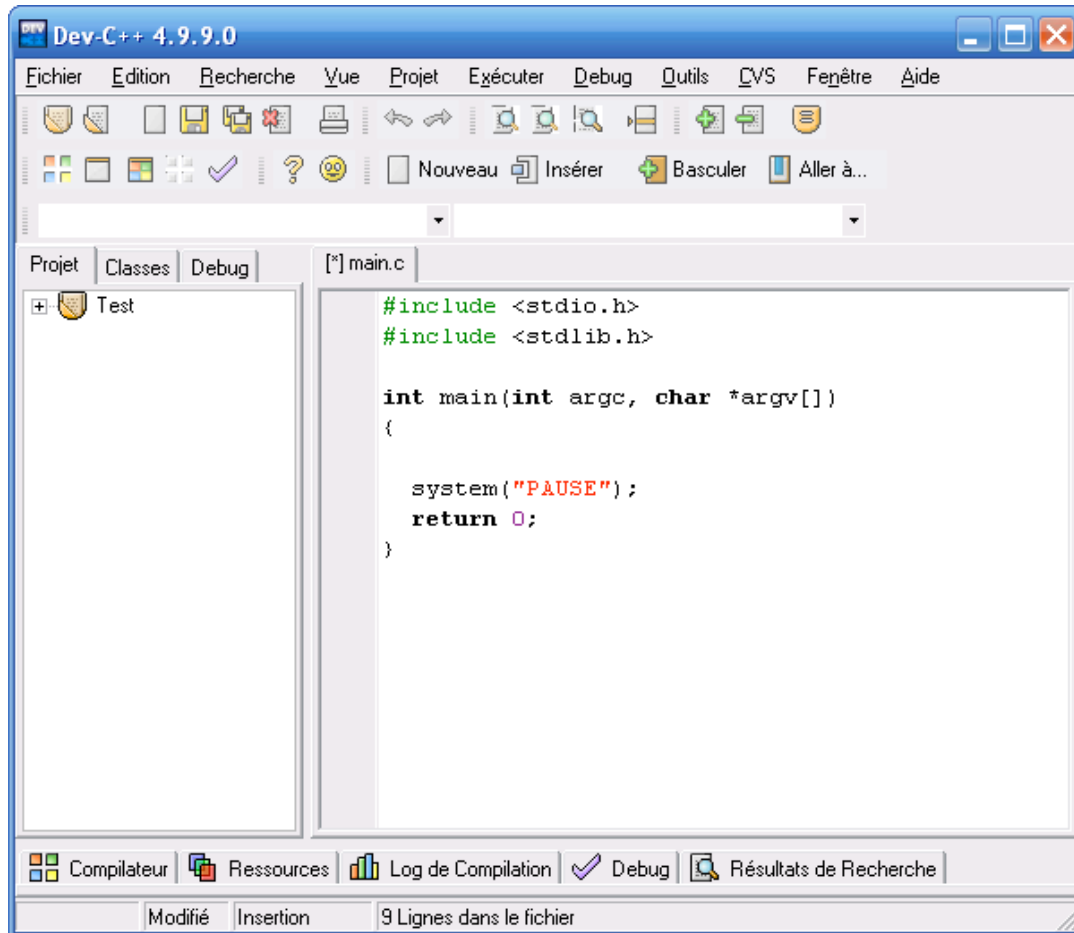 Dev-C++ 4.9.9.0
Fichier Edition Recherche Vue Projet Exécuter Debug Outils CVS Fenêtre Aide
Nouveau Insérer Basculer Aller à...
Projet Classes Debug [*] main.c
Test
#include <stdio.h>
#include <stdlib.h>
int main(int argc, char *argv[])
{
system("PAUSE");
return 0;
}
Compilateur Ressources Log de Compilation Debug Résultats de Recherche
Modifié Insertion 9 Lignes dans le fichier